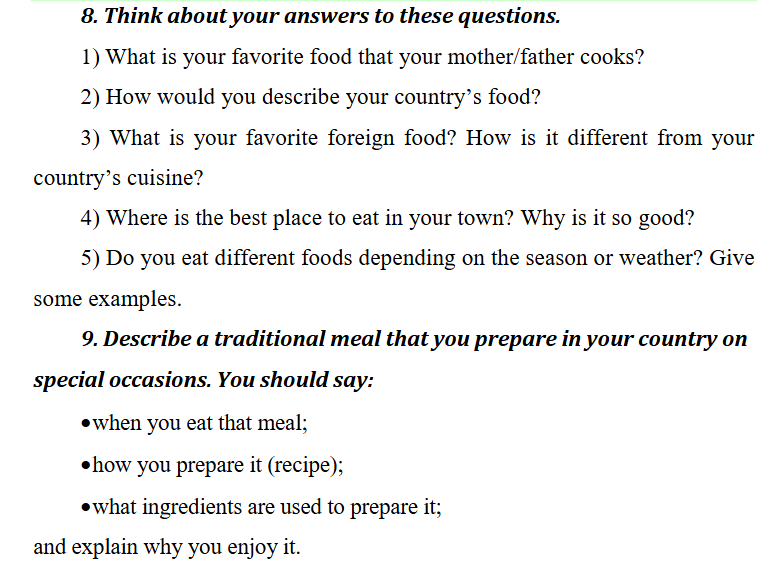 8. Think about your answers to these questions.
1) What is your favorite food that your mother/father cooks?
2) How would you describe your country’s food?
3) What is your favorite foreign food? How is it different from your
country’s cuisine?
4) Where is the best place to eat in your town? Why is it so good?
5) Do you eat different foods depending on the season or weather? Give
some examples.
9. Describe a traditional meal that you prepare in your country on
special occasions. You should say:
•when you eat that meal;
•how you prepare it (recipe);
•what ingredients are used to prepare it;
and explain why you enjoy it.